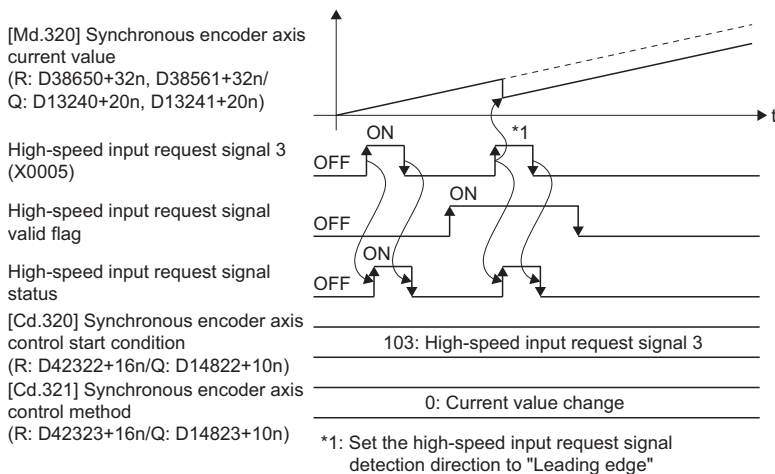 [Md.320] Synchronous encoder axis
current value
(R: D38650+32n, D38561+32n/
Q: D13240+20n, D13241+20n)
t
High-speed input request signal 3
(X0005)
OFF
ON
*1
High-speed input request signal
valid flag
OFF
ON
High-speed input request signal
status
OFF
ON
[Cd.320] Synchronous encoder axis
control start condition
(R: D42322+16n/Q: D14822+10n)
103: High-speed input request signal 3
[Cd.321] Synchronous encoder axis
control method
(R: D42323+16n/Q: D14823+10n)
0: Current value change
*1: Set the high-speed input request signal
detection direction to "Leading edge"